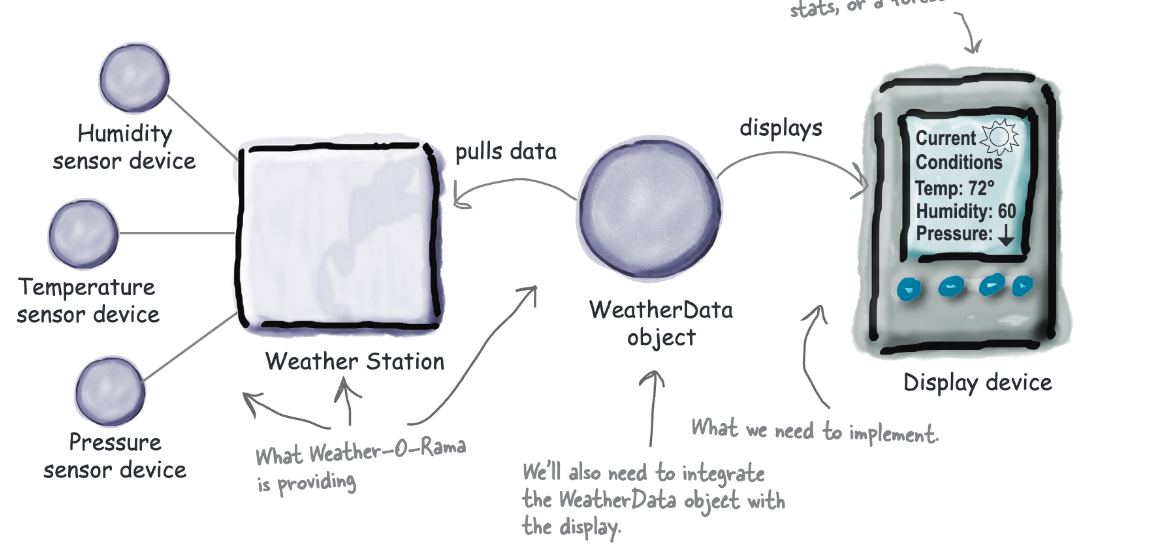 stats, or a
Humidity
sensor device
Temperature
sensor device
Pressure
sensor device
Weather Station
pulls data
WeatherData
object
displays
Current
Conditions
Temp: 72°
Humidity: 60
Pressure:
Display device
What Weather-O-Rama
is providing
We'll also need to integrate
the WeatherData object with
the display.
What we need to implement.